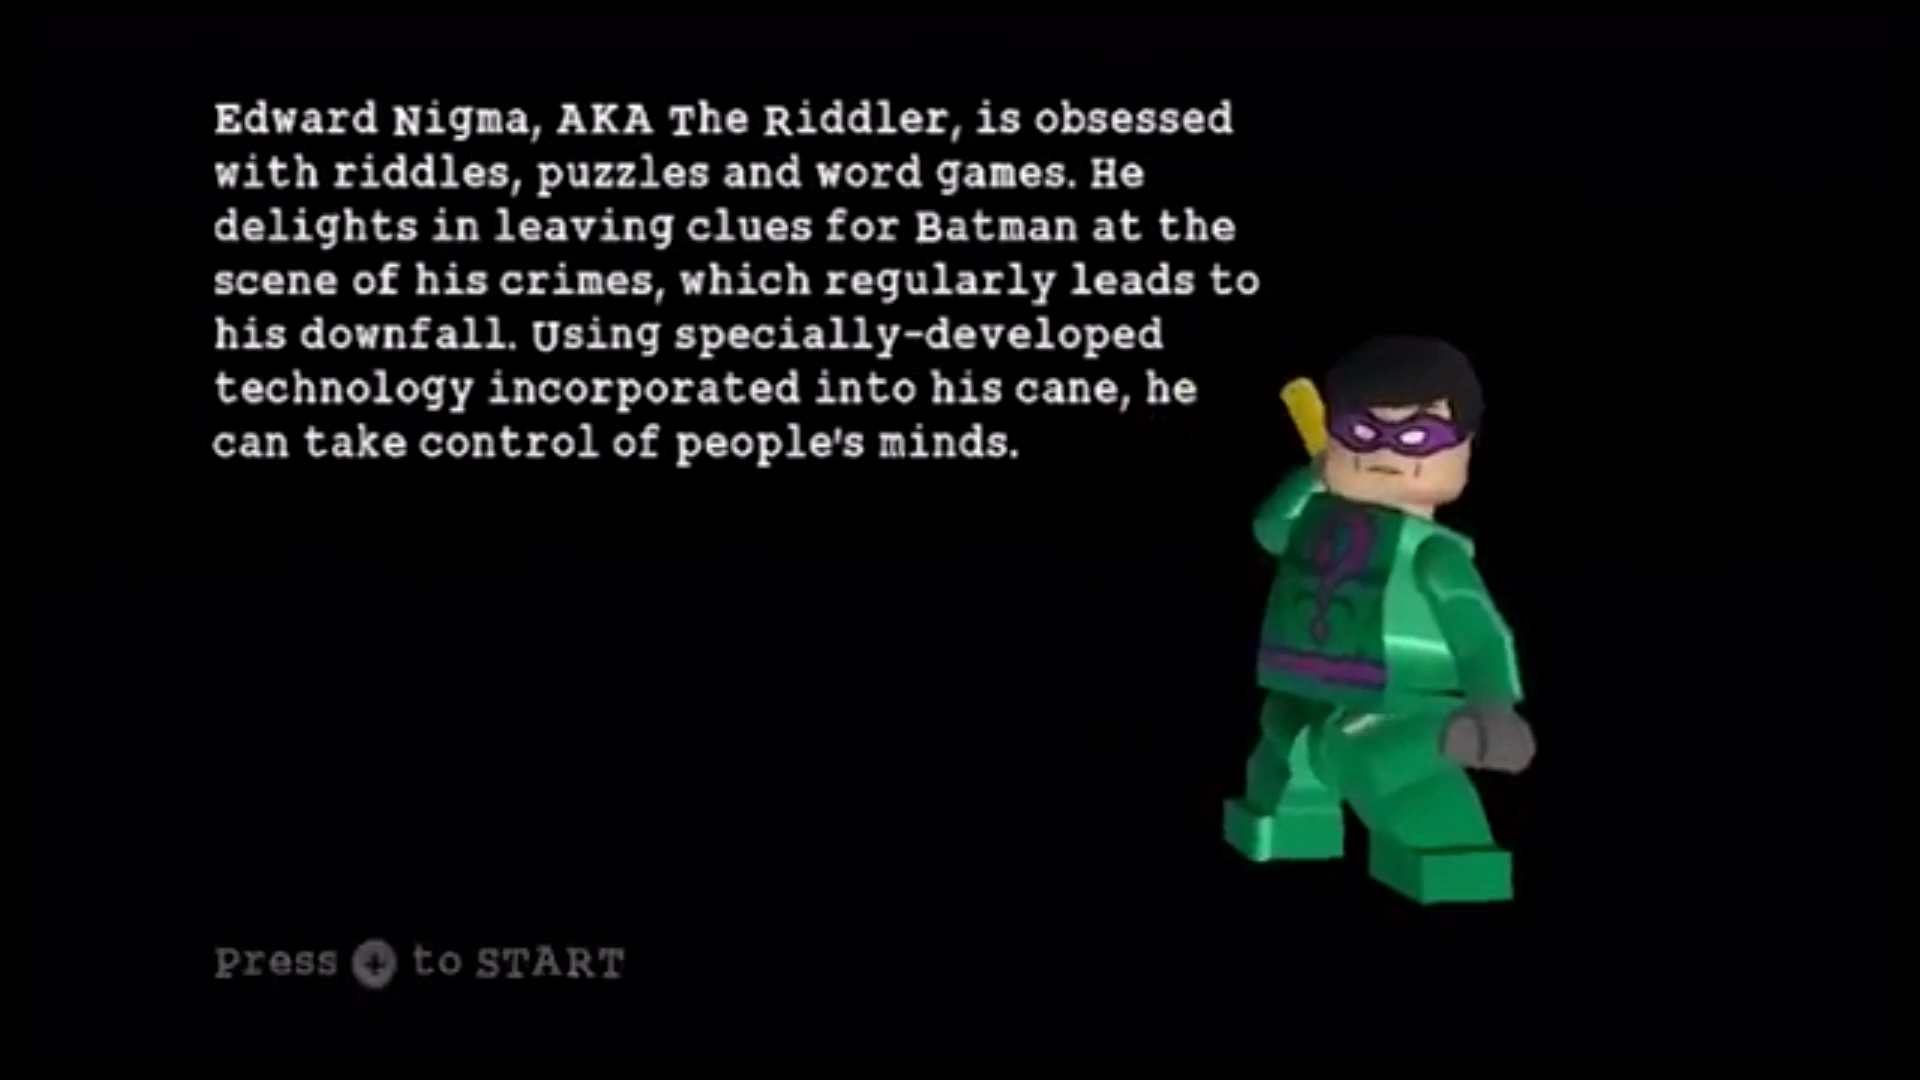 Edward Nigma, AKA The Riddler, is obsessed
with riddles, puzzles and word games. He
delights in leaving clues for Batman at the
scene of his crimes, which regularly leads to
his downfall. Using specially-developed
technology incorporated into his cane, he
can take control of people's minds.
?
Press + to START